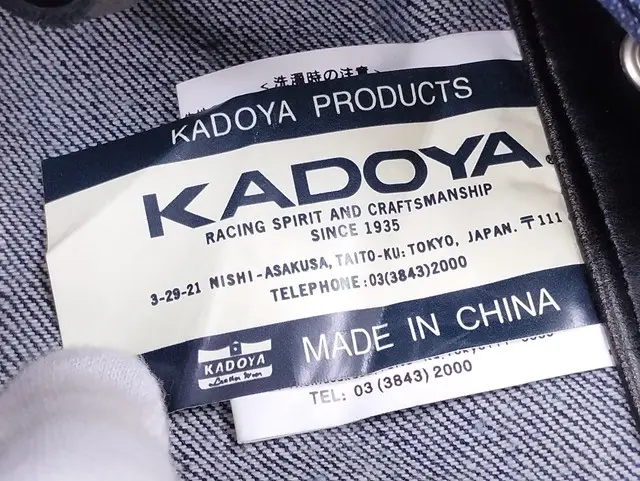 <洗濯時の注意>
KADOYA PRODUCTS
KADOYA®
RACING SPIRIT AND CRAFTSMANSHIP
SINCE 1935
3-29-21 NISHI-ASAKUSA, TAITO-KU: TOKYO, JAPAN. 〒111
TELEPHONE:03(3843)2000
MADE IN CHINA
KADOYA
TEL: 03 (3843) 2000